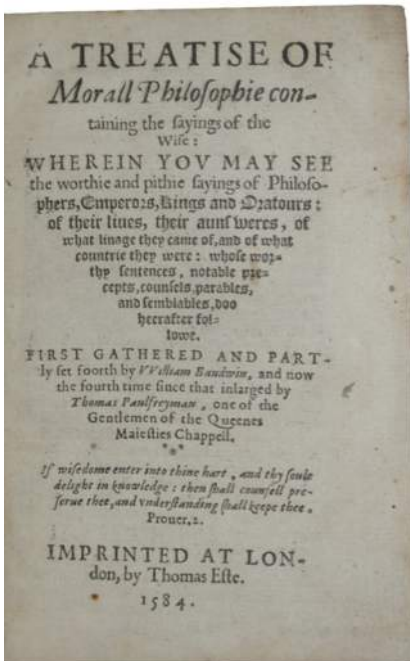 A TREATISE OF
Morall Philosophie con-
taining the sayings of the
Wise:
WHEREIN YOV MAY SEE
the worthie and pithie sayings of Philoso-
phers, Emperors, Kings and Oratours:
of their liues, their aunsweres, of
what linage they came of, and of what
countrie they were: whose wor-
thy sentences, notable pre-
cepts, counsels, parables,
and semblables, doo
heerafter fol-
lowe.
FIRST GATHERED AND PART-
ly set foorth by VVilliam Bauldwin, and now
the fourth time since that inlarged by
Thomas Paulfreyman, one of the
Gentlemen of the Queenes
Maiesties Chappell.
***
If wisedome enter into thine hart, and thy soule
delight in knowledge: then shall counsell pre-
serue thee, and vnderstanding shall keepe thee.
Prouer. 2.
IMPRINTED AT LON-
don, by Thomas Este.
1584.